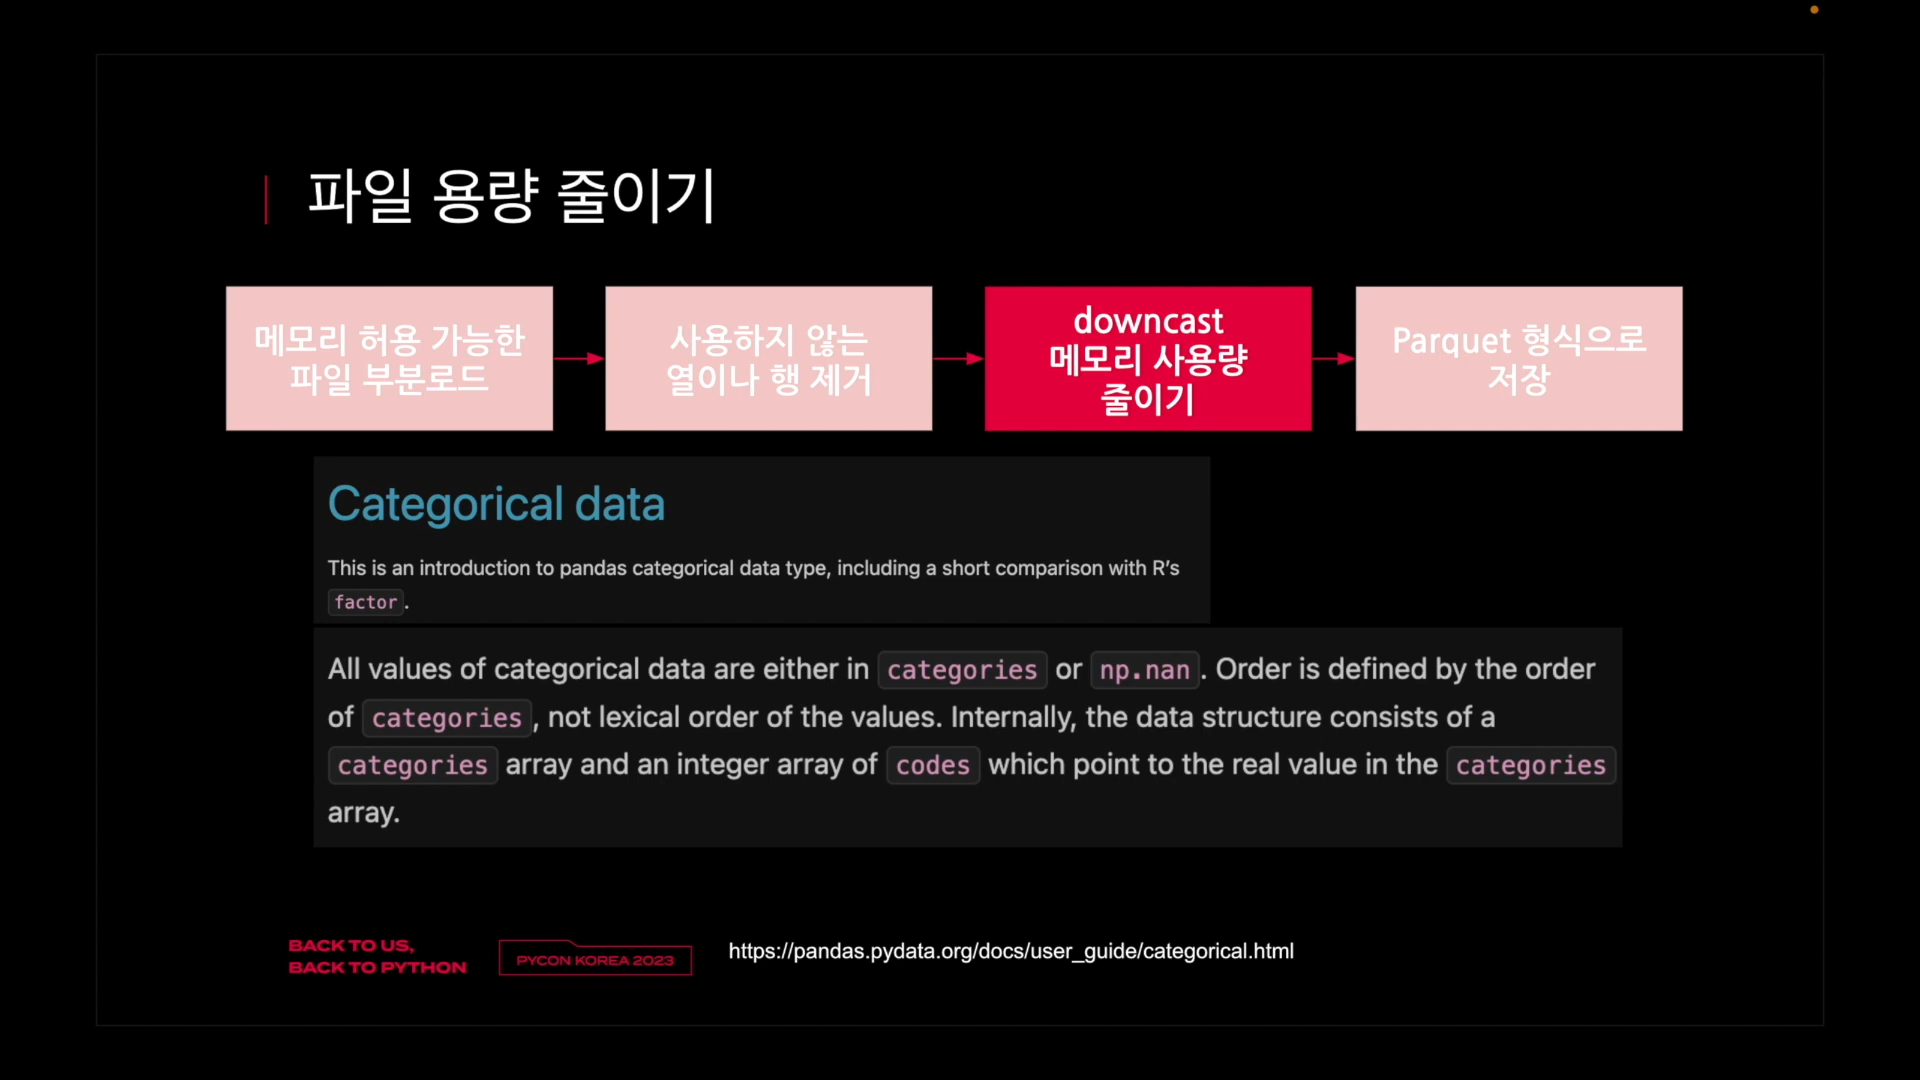 파일 용량 줄이기
메모리 허용 가능한
파일 부분로드
사용하지 않는
열이나 행 제거
downcast
메모리 사용량
줄이기
Parquet 형식으로
저장
Categorical data
This is an introduction to pandas categorical data type, including a short comparison with R’s
factor.
All values of categorical data are either in categories or np.nan. Order is defined by the order
of categories, not lexical order of the values. Internally, the data structure consists of a
categories array and an integer array of codes which point to the real value in the categories
array.
BACK TO US,
BACK TO PYTHON
PYCON KOREA 2023
https://pandas.pydata.org/docs/user_guide/categorical.html